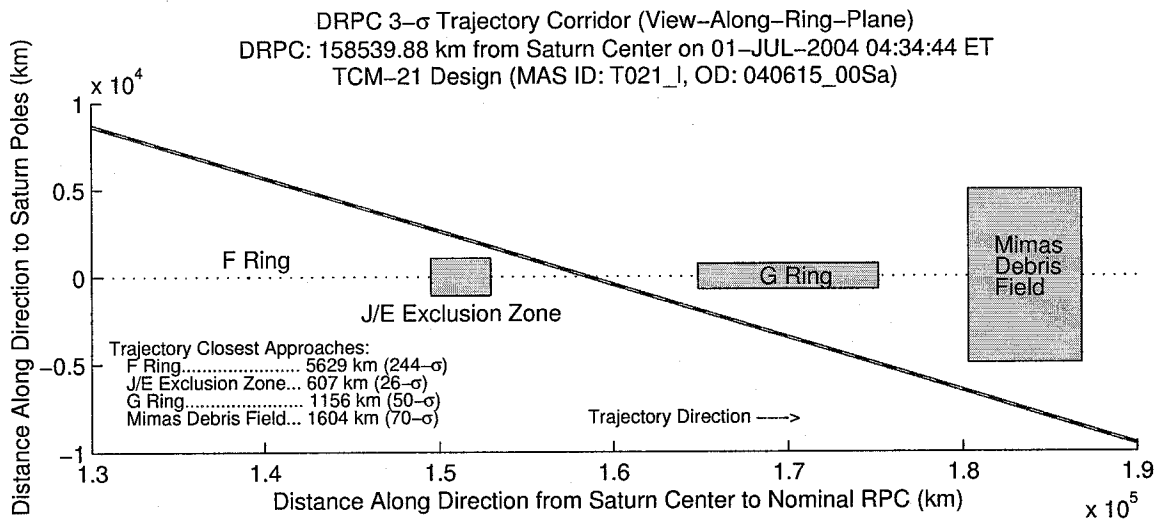 DRPC 3−σ Trajectory Corridor (View−Along−Ring−Plane)
DRPC: 158539.88 km from Saturn Center on 01−JUL−2004 04:34:44 ET
TCM−21 Design (MAS ID: T021_I, OD: 040615_00Sa)
x 10^4
Distance Along Direction to Saturn Poles (km)
1
0.5
0
−0.5
−1
F Ring
J/E Exclusion Zone
G Ring
Mimas
Debris
Field
Trajectory Closest Approaches:
F Ring...................... 5629 km (244−σ)
J/E Exclusion Zone... 607 km (26−σ)
G Ring...................... 1156 km (50−σ)
Mimas Debris Field... 1604 km (70−σ)
Trajectory Direction −−−−>
1.3 1.4 1.5 1.6 1.7 1.8 1.9
Distance Along Direction from Saturn Center to Nominal RPC (km)
x 10^5